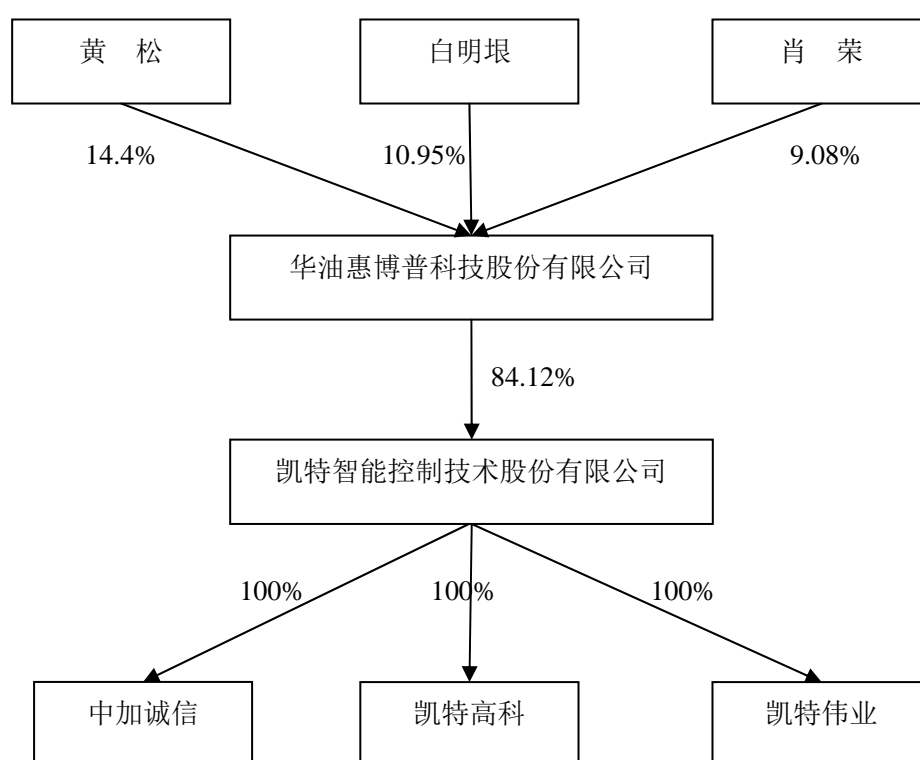 黄 松
白明垠
肖 荣
14.4%
10.95%
9.08%
华油惠博普科技股份有限公司
84.12%
凯特智能控制技术股份有限公司
100%
100%
100%
中加诚信
凯特高科
凯特伟业